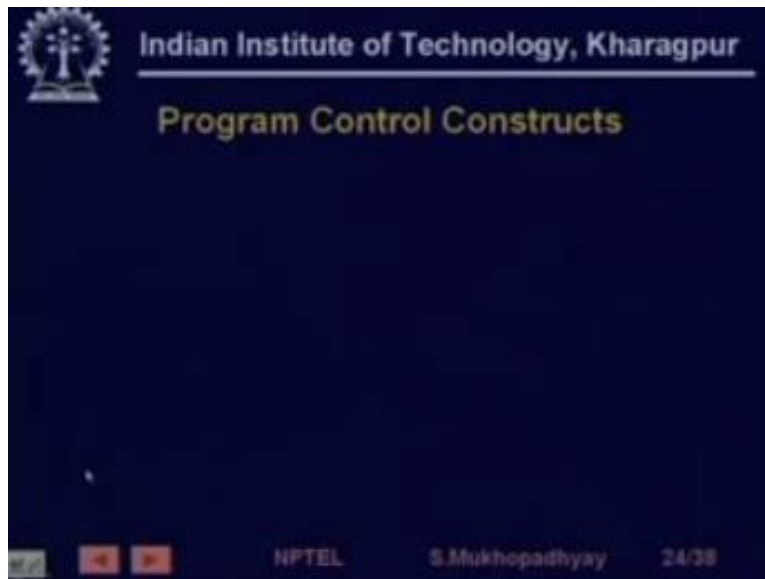 Indian Institute of Technology, Kharagpur
Program Control Constructs
NPTEL S.Mukhopadhyay 24/38